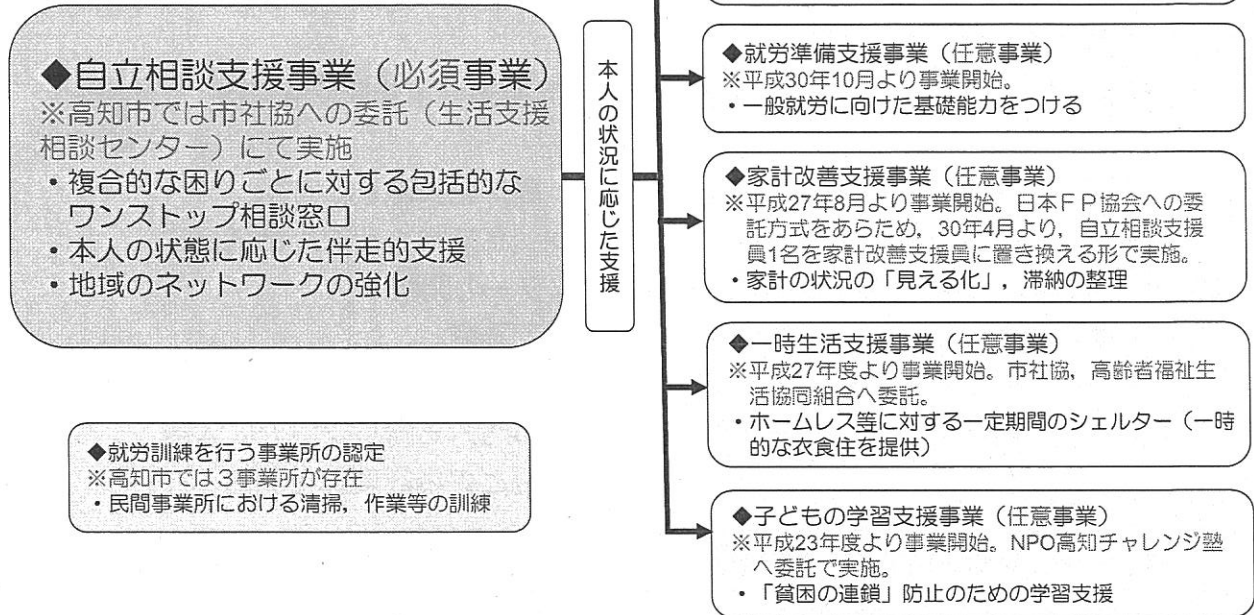 ◆自立相談支援事業（必須事業）
※高知市では市社協への委託（生活支援
相談センター）にて実施
・複合的な困りごとに対する包括的な
ワンストップ相談窓口
・本人の状態に応じた伴走的支援
・地域のネットワークの強化
本人の状況に応じた支援
◆就労準備支援事業（任意事業）
※平成30年10月より事業開始。
・一般就労に向けた基礎能力をつける
◆家計改善支援事業（任意事業）
※平成27年8月より事業開始。日本ＦＰ協会への委
託方式をあらため，30年4月より，自立相談支援
員1名を家計改善支援員に置き換える形で実施。
・家計の状況の「見える化」，滞納の整理
◆一時生活支援事業（任意事業）
※平成27年度より事業開始。市社協，高齢者福祉生
活協同組合へ委託。
・ホームレス等に対する一定期間のシェルター（一時
的な衣食住を提供）
◆子どもの学習支援事業（任意事業）
※平成23年度より事業開始。NPO高知チャレンジ塾
へ委託で実施。
・「貧困の連鎖」防止のための学習支援
◆就労訓練を行う事業所の認定
※高知市では３事業所が存在
・民間事業所における清掃，作業等の訓練